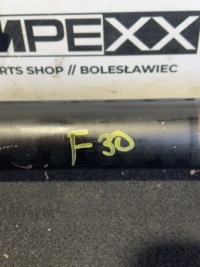 MPEXX
RTS SHOP // BOLESŁAWIEC
F30